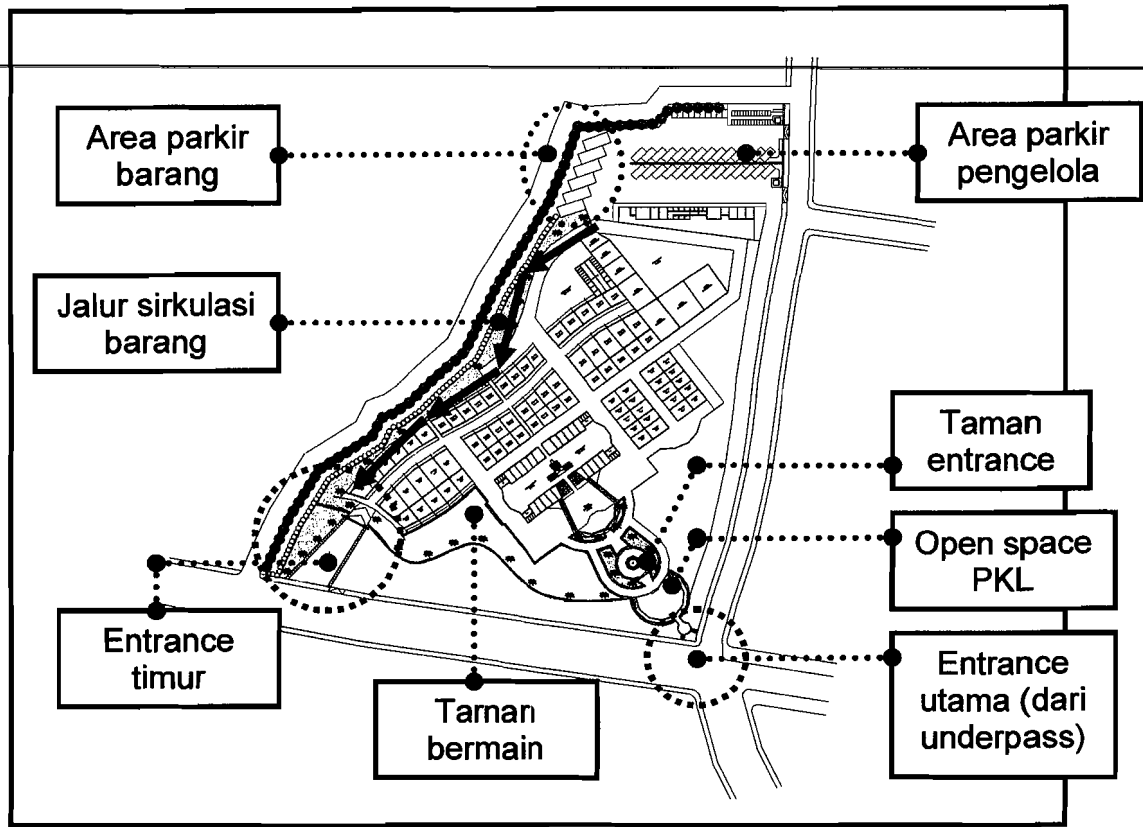 Area parkir
barang
Area parkir
pengelola
Jalur sirkulasi
barang
Taman
entrance
Open space
PKL
Entrance
timur
Taman
bermain
Entrance
utama (dari
underpass)